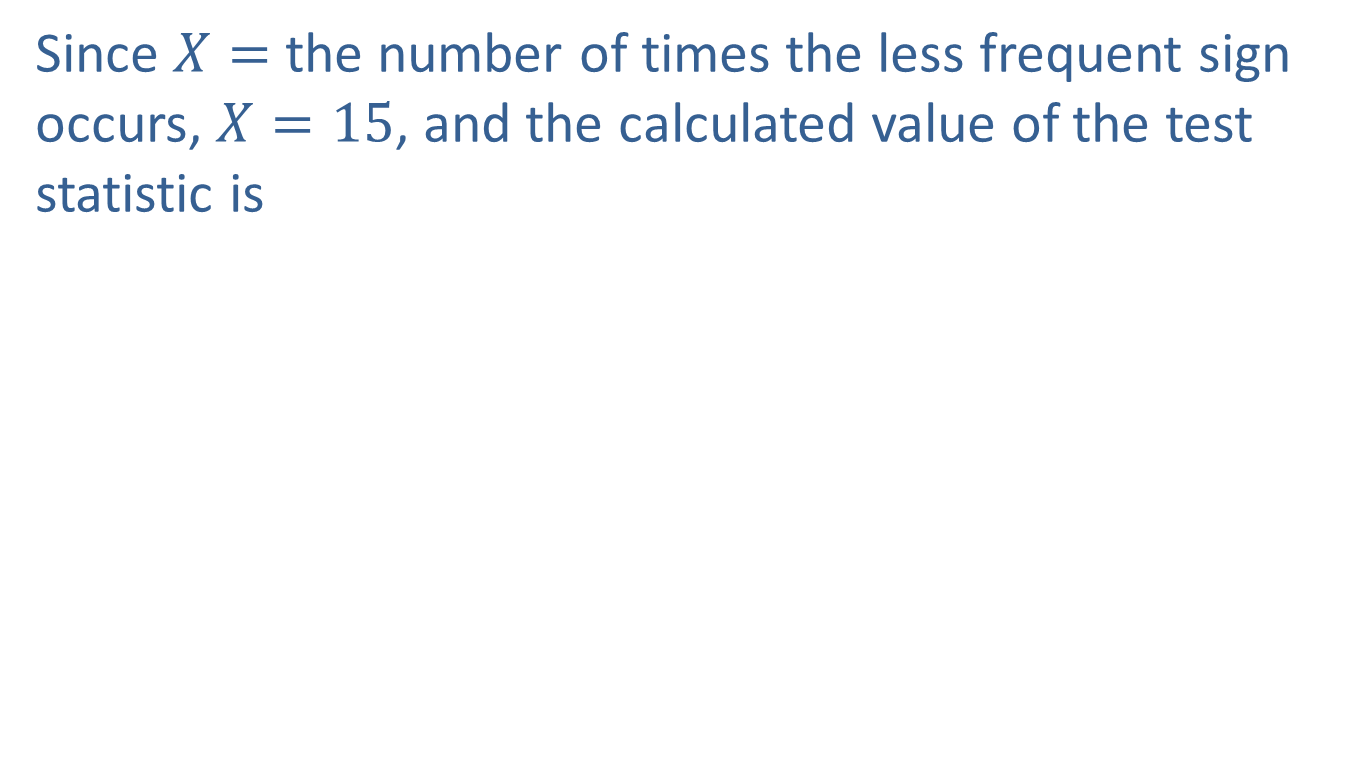 Since X = the number of times the less frequent sign
occurs, X = 15, and the calculated value of the test
statistic is